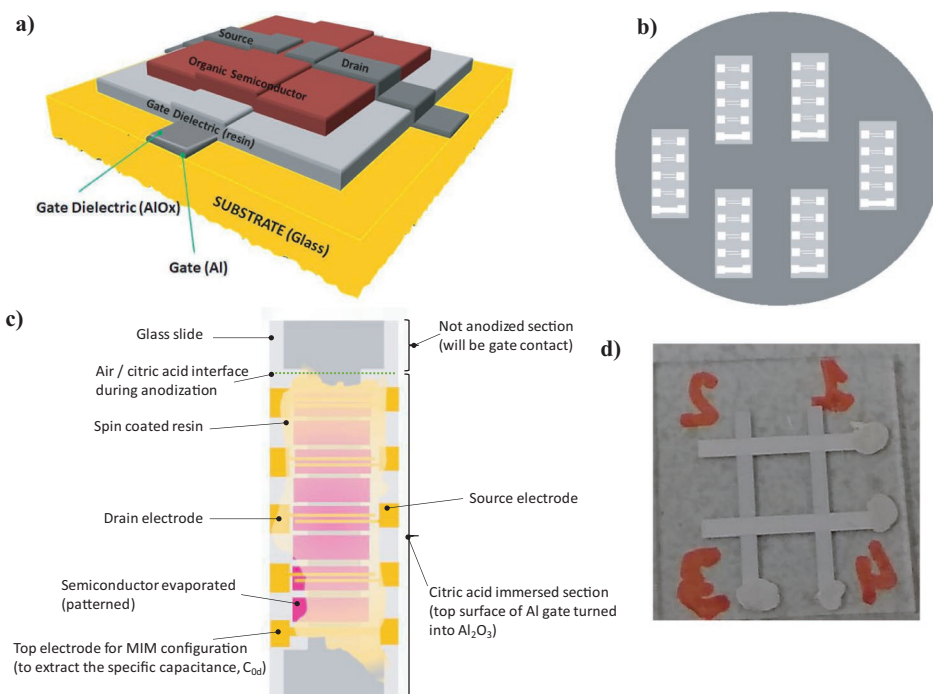 a)
Source
Drain
Organic Semiconductor
Gate Dielectric (resin)
Gate Dielectric (AlOx)
SUBSTRATE (Glass)
Gate (Al)
b)
c)
Glass slide
Not anodized section
(will be gate contact)
Air / citric acid interface
during anodization
Spin coated resin
Source electrode
Drain electrode
Semiconductor evaporated
(patterned)
Citric acid immersed section
(top surface of Al gate turned
into Al₂O₃)
Top electrode for MIM configuration
(to extract the specific capacitance, C₀d)
d)
2
1
3